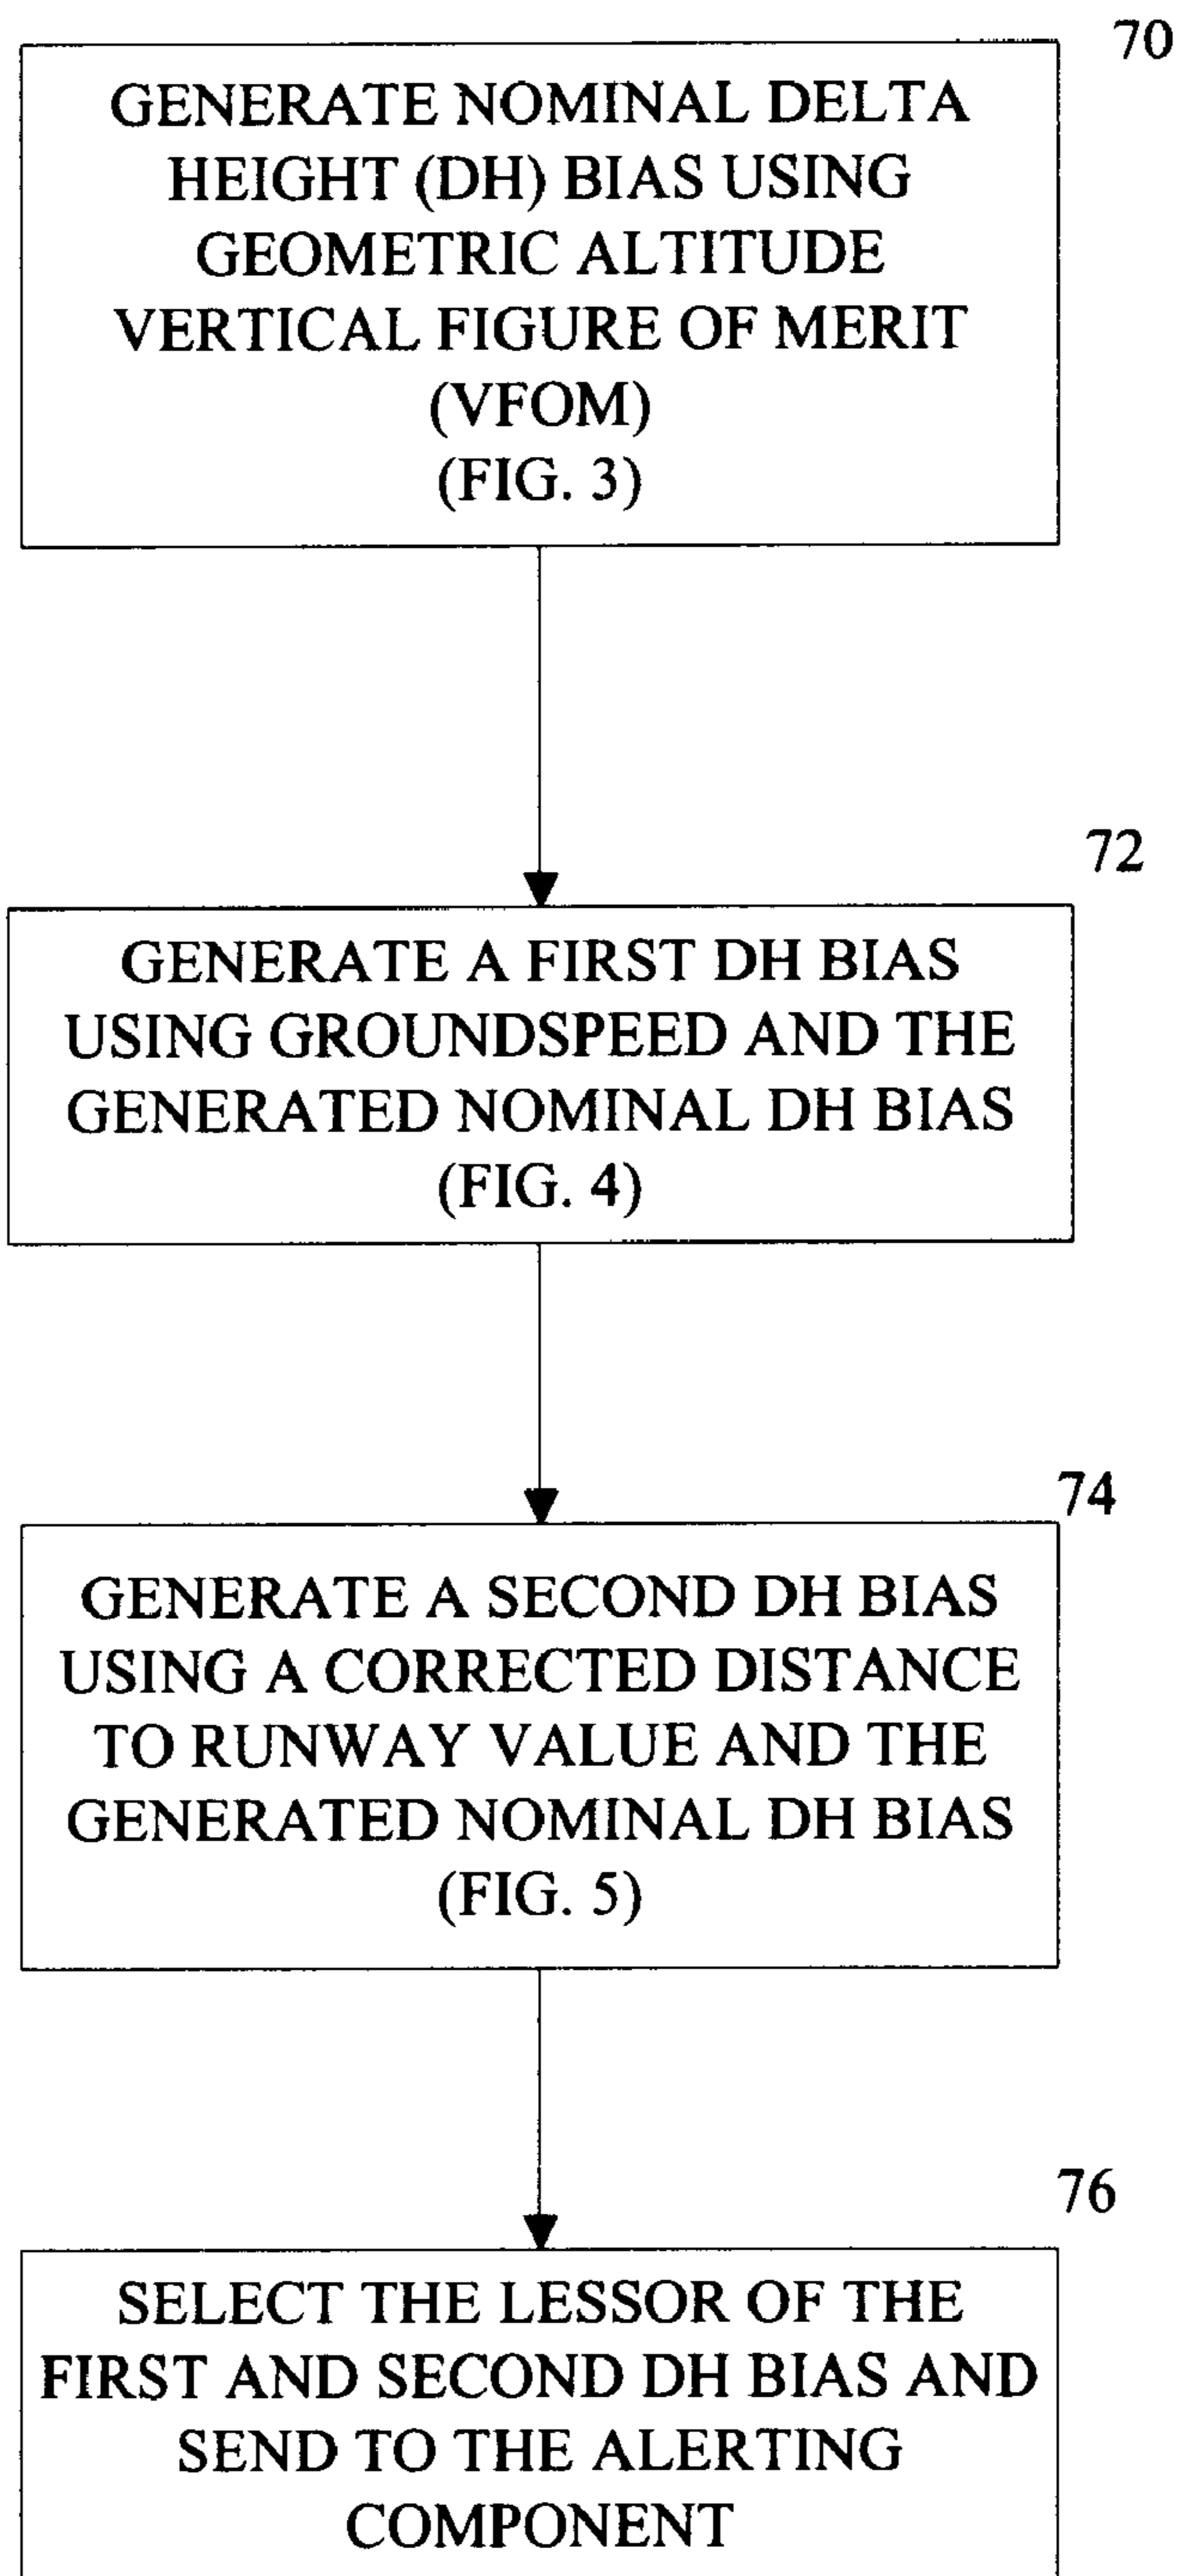 70
GENERATE NOMINAL DELTA
HEIGHT (DH) BIAS USING
GEOMETRIC ALTITUDE
VERTICAL FIGURE OF MERIT
(VFOM)
(FIG. 3)
72
GENERATE A FIRST DH BIAS
USING GROUNDSPEED AND THE
GENERATED NOMINAL DH BIAS
(FIG. 4)
74
GENERATE A SECOND DH BIAS
USING A CORRECTED DISTANCE
TO RUNWAY VALUE AND THE
GENERATED NOMINAL DH BIAS
(FIG. 5)
76
SELECT THE LESSOR OF THE
FIRST AND SECOND DH BIAS AND
SEND TO THE ALERTING
COMPONENT